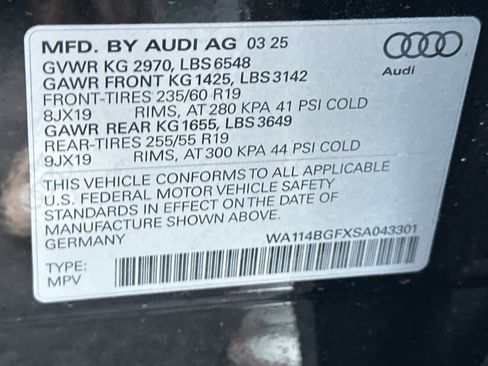 MFD. BY AUDI AG 03 25
GVWR KG 2970, LBS 6548
GAWR FRONT KG 1425, LBS 3142
FRONT-TIRES 235/60 R19
8JX19 RIMS, AT 280 KPA 41 PSI COLD
GAWR REAR KG 1655, LBS 3649
REAR-TIRES 255/55 R19
9JX19 RIMS, AT 300 KPA 44 PSI COLD
THIS VEHICLE CONFORMS TO ALL APPLICABLE
U.S. FEDERAL MOTOR VEHICLE SAFETY
STANDARDS IN EFFECT ON THE DATE OF
MANUFACTURE SHOWN ABOVE.
GERMANY
WA114BGFXSA043301
TYPE:
MPV
Audi